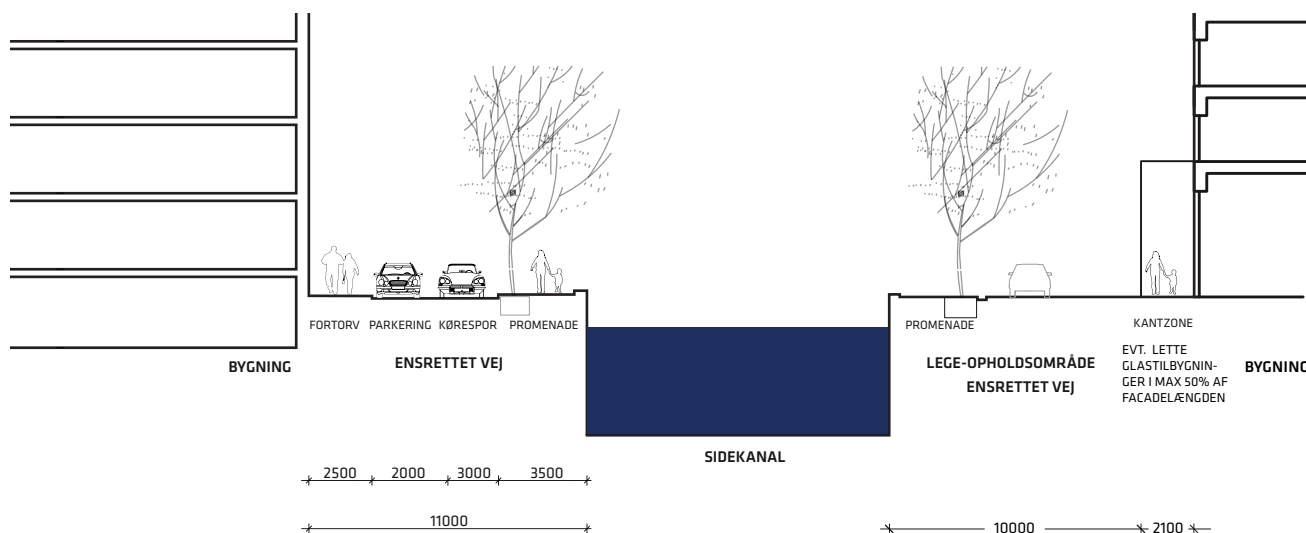 FORTORV PARKERING KØRESPOR PROMENADE
PROMENADE
KANTZONE
BYGNING
ENSRETTET VEJ
LEGE-OPHOLDSOMRÅDE
ENSRETTET VEJ
EVT. LETTE
GLASTILBYGNIN-
GER I MAX 50% AF
FACADELÆNGDEN
BYGNING
SIDEKANAL
2500 2000 3000 3500
11000
10000 2100